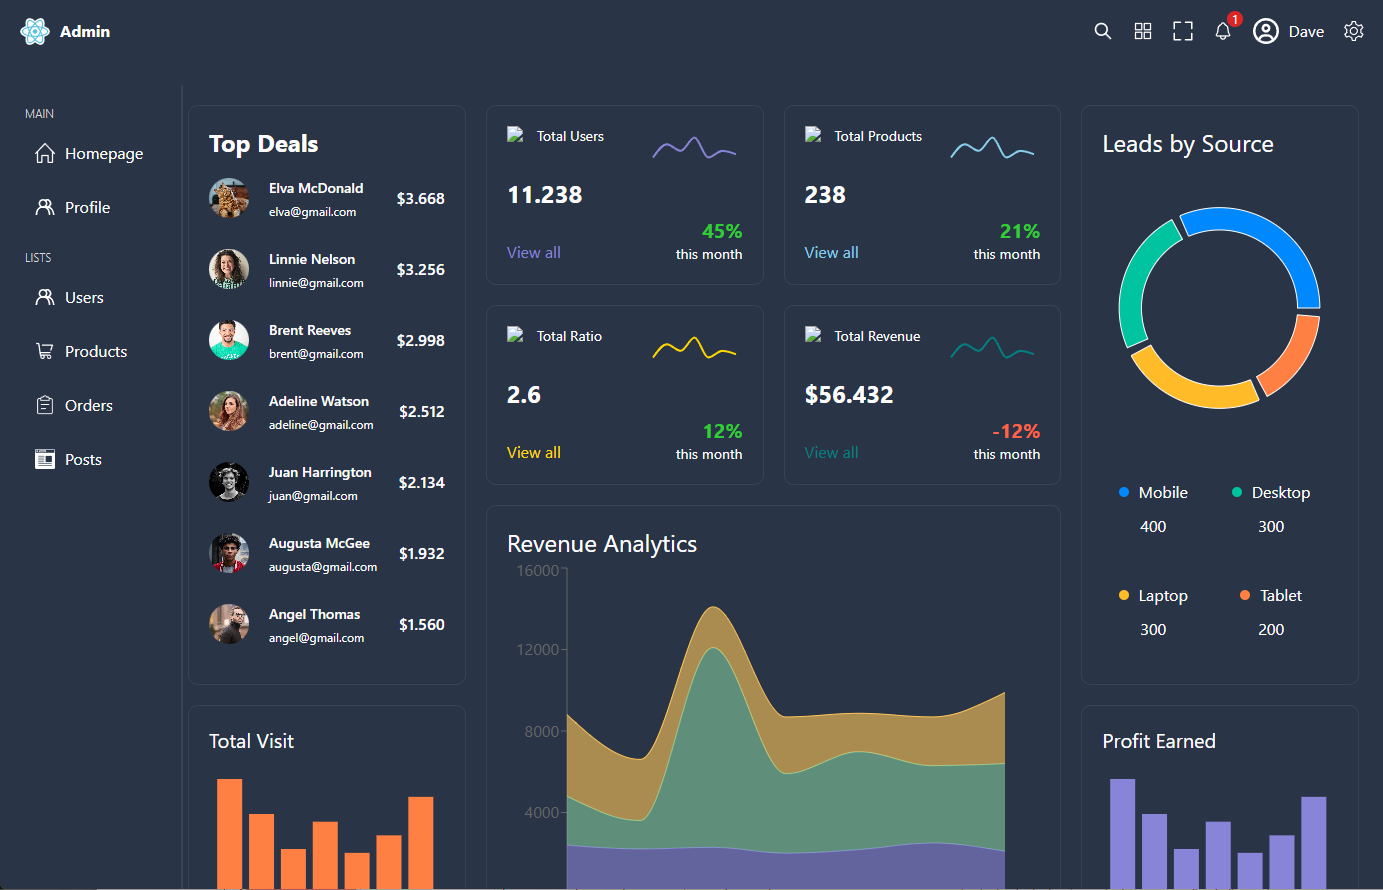 Admin
1
Dave
MAIN
Homepage
Profile
LISTS
Users
Products
Orders
Posts
Top Deals
Elva McDonald
elva@gmail.com
$3.668
Linnie Nelson
linnie@gmail.com
$3.256
Brent Reeves
brent@gmail.com
$2.998
Adeline Watson
adeline@gmail.com
$2.512
Juan Harrington
juan@gmail.com
$2.134
Augusta McGee
augusta@gmail.com
$1.932
Angel Thomas
angel@gmail.com
$1.560
Total Users
11.238
View all
45%
this month
Total Products
238
View all
21%
this month
Total Ratio
2.6
View all
12%
this month
Total Revenue
$56.432
View all
-12%
this month
Leads by Source
Mobile
400
Desktop
300
Laptop
300
Tablet
200
Revenue Analytics
16000
12000
8000
4000
Total Visit
Profit Earned